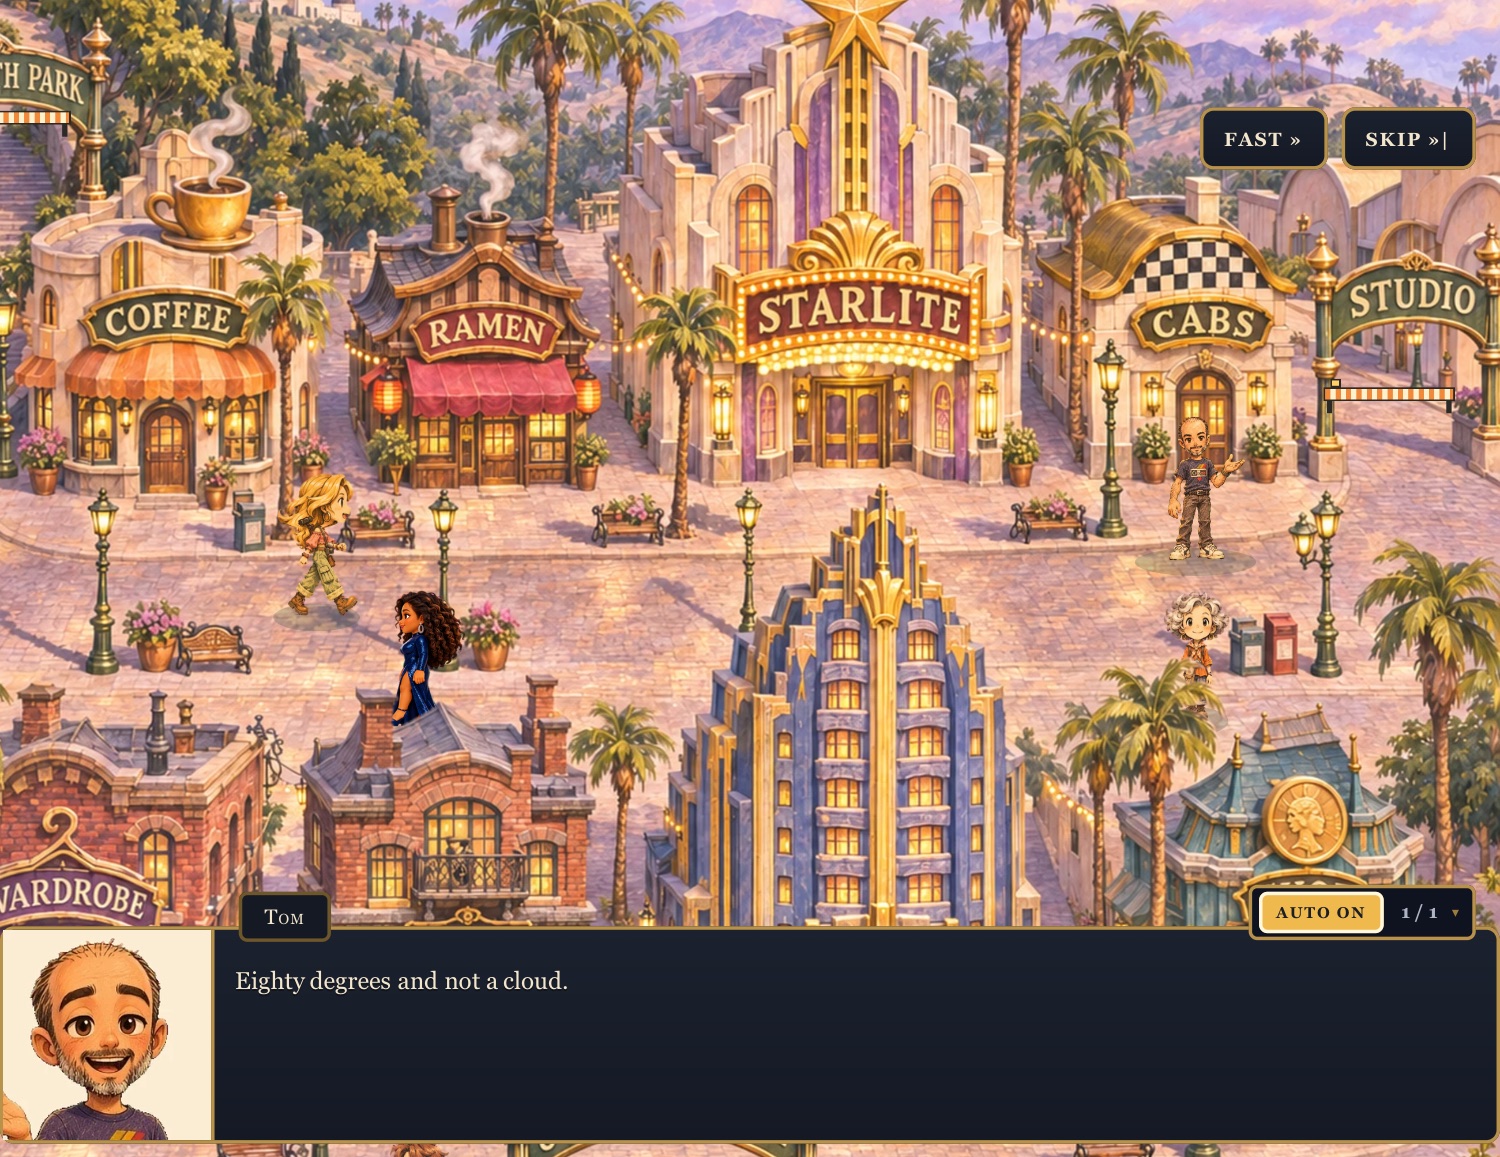 TH PARK
FAST »
SKIP »|
COFFEE
RAMEN
STARLITE
CABS
STUDIO
WARDROBE
Tom
AUTO ON
1 / 1
Eighty degrees and not a cloud.